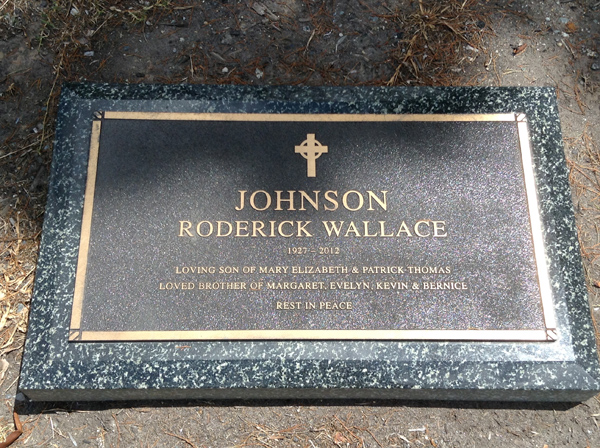 JOHNSON
RODERICK WALLACE
1927 – 2012
LOVING SON OF MARY ELIZABETH & PATRICK THOMAS
LOVED BROTHER OF MARGARET, EVELYN, KEVIN & BERNICE
REST IN PEACE